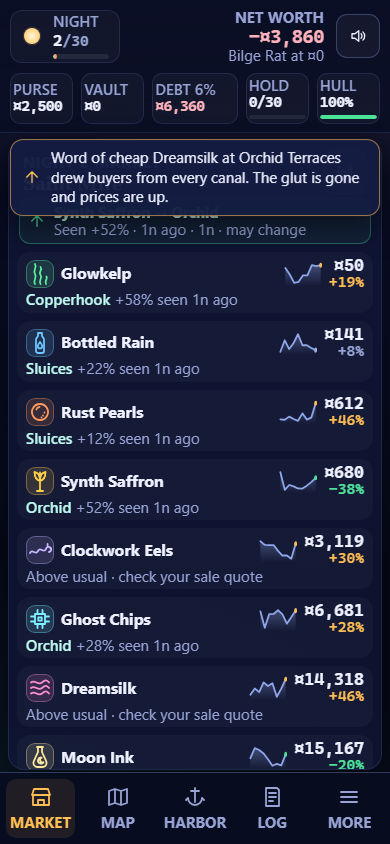 NIGHT
2/30
NET WORTH
−¤3,860
Bilge Rat at ¤0
PURSE
¤2,500
VAULT
¤0
DEBT 6%
¤6,360
HOLD
0/30
HULL
100%
Word of cheap Dreamsilk at Orchid Terraces
drew buyers from every canal. The glut is gone
and prices are up.
Synth Saffron → Orchid
Seen +52% · 1n ago · 1n · may change
Glowkelp
¤50
+19%
Copperhook +58% seen 1n ago
Bottled Rain
¤141
+8%
Sluices +22% seen 1n ago
Rust Pearls
¤612
+46%
Sluices +12% seen 1n ago
Synth Saffron
¤680
−38%
Orchid +52% seen 1n ago
Clockwork Eels
¤3,119
+30%
Above usual · check your sale quote
Ghost Chips
¤6,681
+28%
Orchid +28% seen 1n ago
Dreamsilk
¤14,318
+46%
Above usual · check your sale quote
Moon Ink
¤15,167
−20%
MARKET
MAP
HARBOR
LOG
MORE